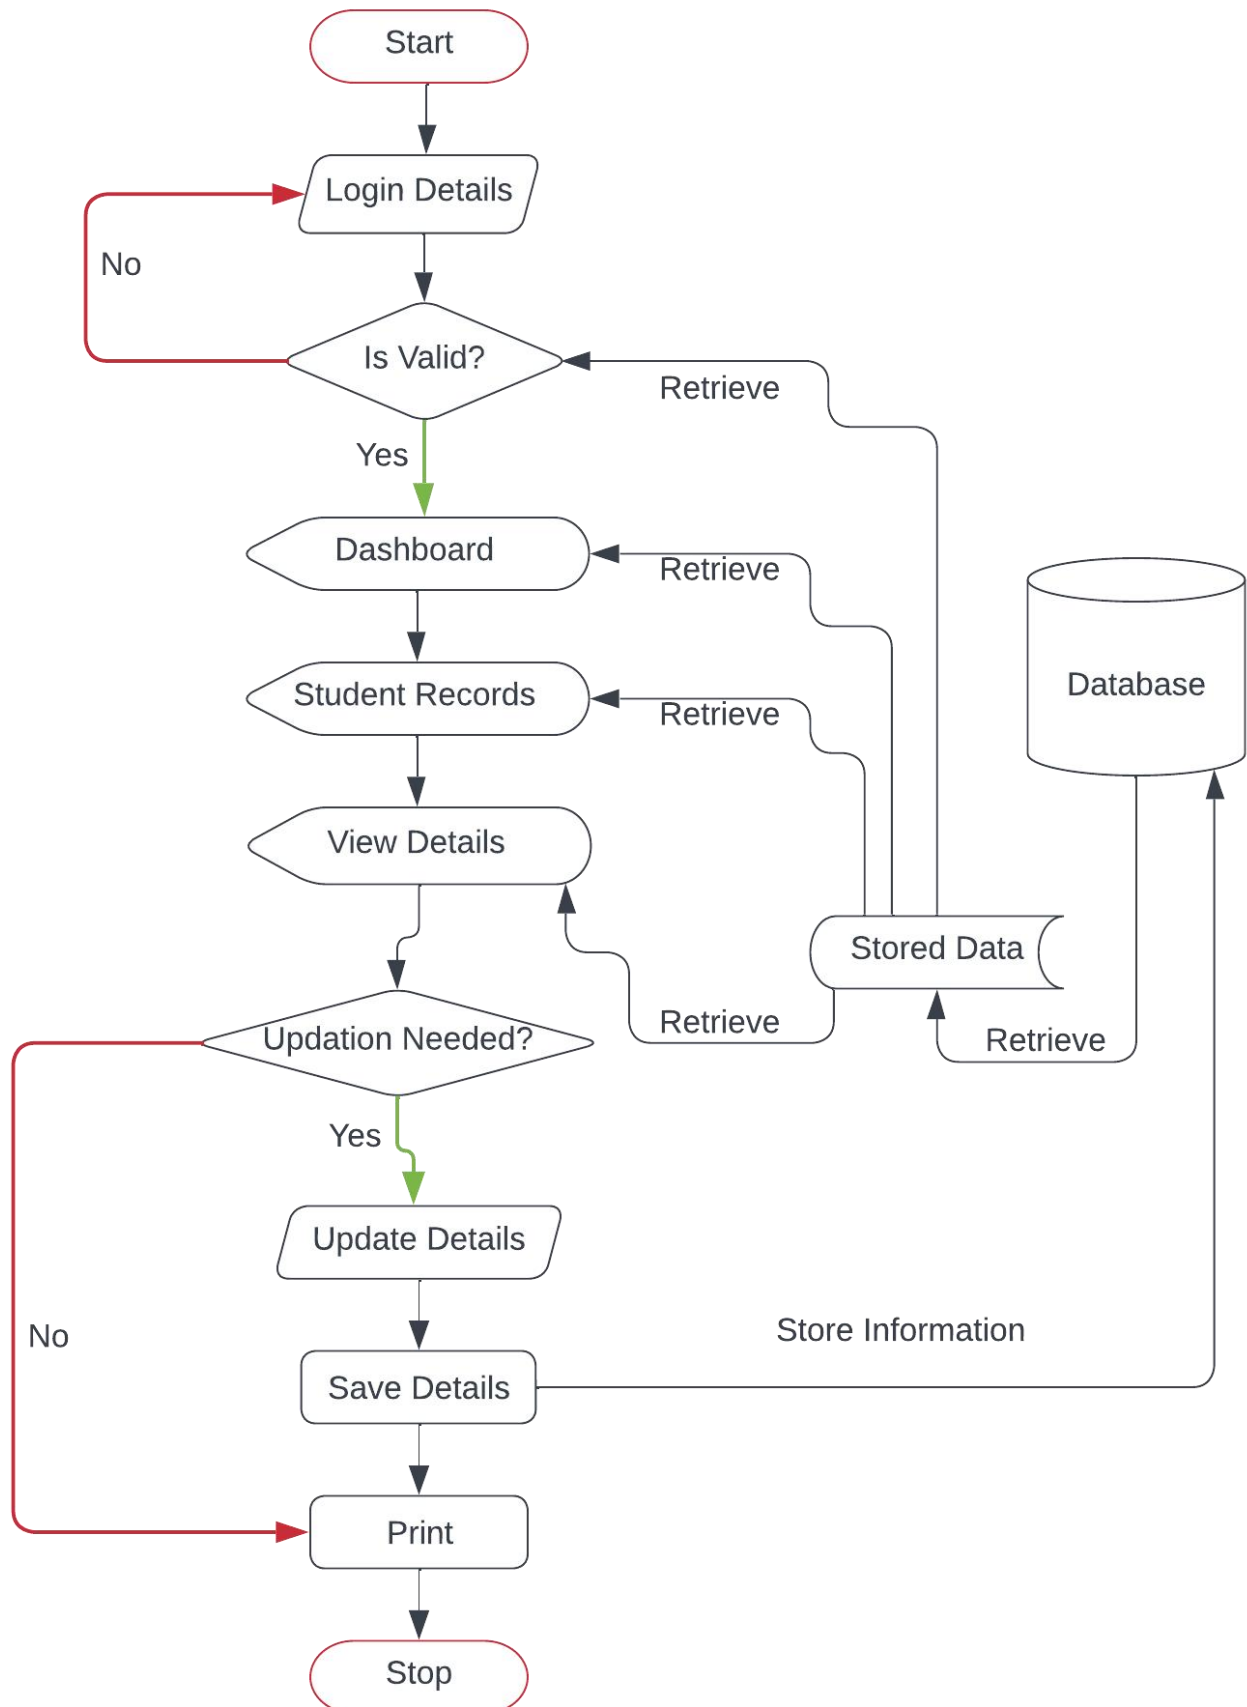 Start
Login Details
No
Is Valid?
Retrieve
Yes
Dashboard
Retrieve
Student Records
Retrieve
Database
View Details
Stored Data
Retrieve
Retrieve
Updation Needed?
Yes
Update Details
No
Store Information
Save Details
Print
Stop